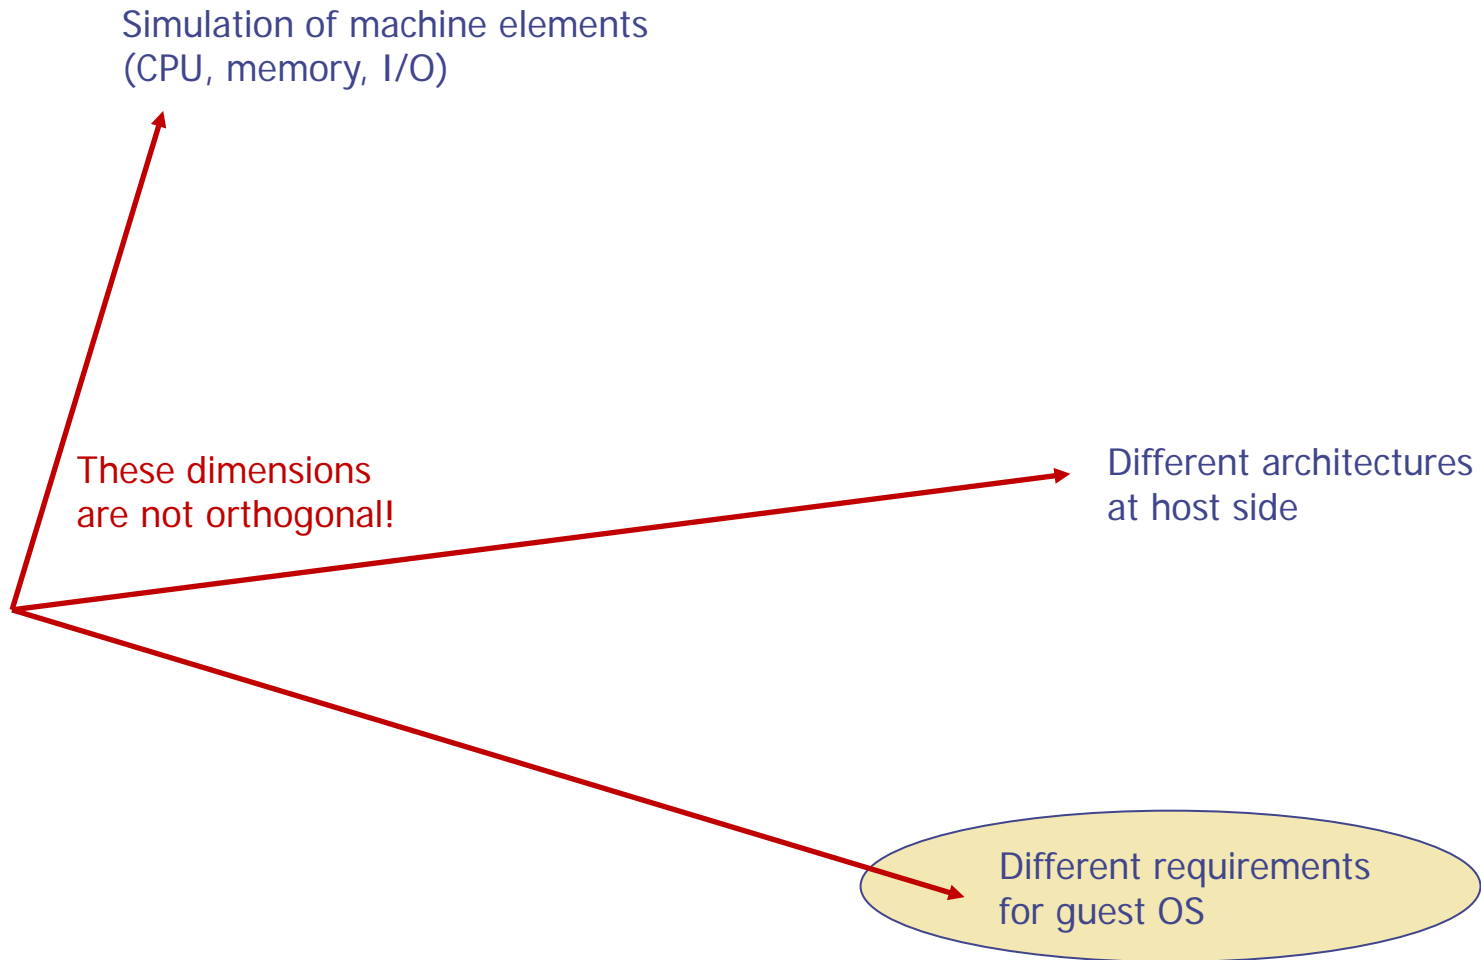 Simulation of machine elements
(CPU, memory, I/O)
These dimensions
are not orthogonal!
Different architectures
at host side
Different requirements
for guest OS